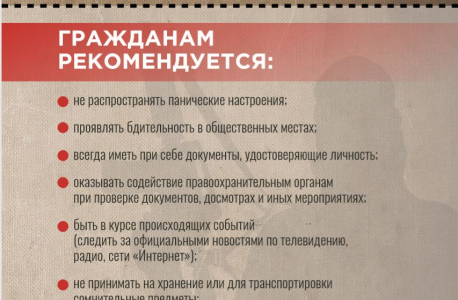 ГРАЖДАНАМ
РЕКОМЕНДУЕТСЯ:
не распространять панические настроения;
проявлять бдительность в общественных местах;
всегда иметь при себе документы, удостоверяющие личность;
оказывать содействие правоохранительным органам
при проверке документов, досмотрах и иных мероприятиях;
быть в курсе происходящих событий
(следить за официальными новостями по телевидению,
радио, сети «Интернет»);
не принимать на хранение или для транспортировки
сомнительные предметы;